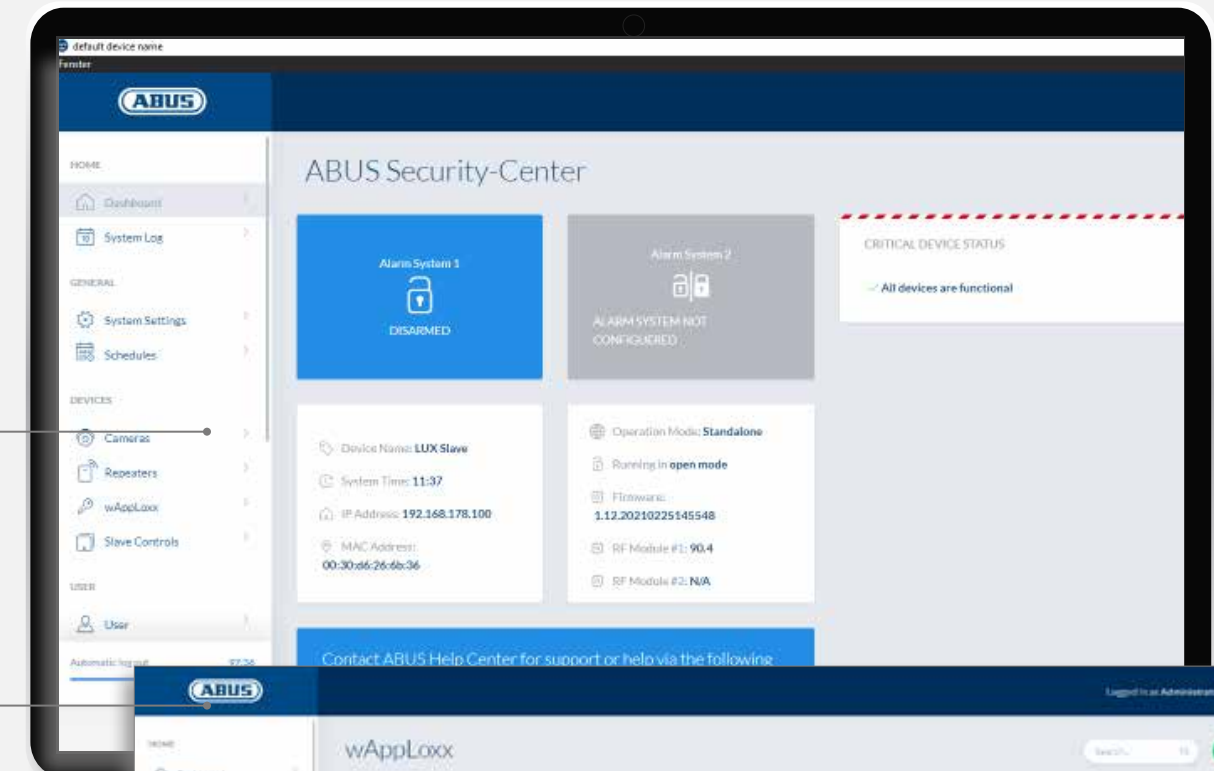 default device name
Fenster
ABUS
HOME
Dashboard
System Log
GENERAL
System Settings
Schedules
DEVICES
Cameras
Repeaters
wAppLoxx
Slave Controls
USER
User
Automatic log out 97:36
ABUS Security-Center
Alarm System 1
DISARMED
Alarm System 2
ALARM SYSTEM NOT
CONFIGUERED
CRITICAL DEVICE STATUS
All devices are functional
Device Name: LUX Slave
System Time: 11:37
IP Address: 192.168.178.100
MAC Address:
00:30:d6:26:6b:36
Operation Mode: Standalone
Running in open mode
Firmware:
1.12.20210225145548
RF Module #1: 90.4
RF Module #2: N/A
Contact ABUS Help Center for support or help via the following
ABUS
Logged in as Administrat
HOME
wAppLoxx
Search...